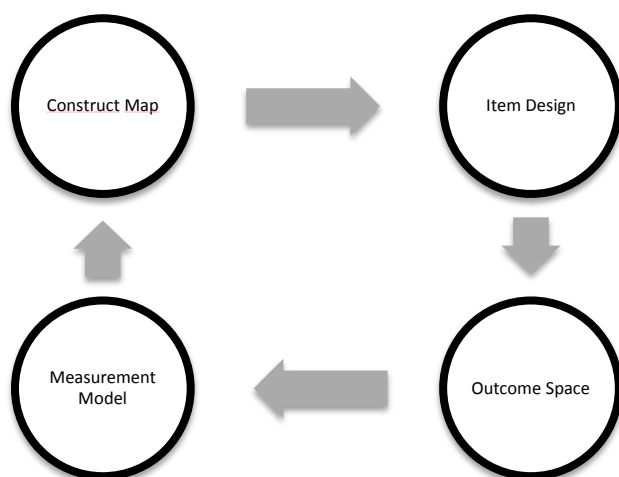 Construct Map
Item Design
Measurement
Model
Outcome Space